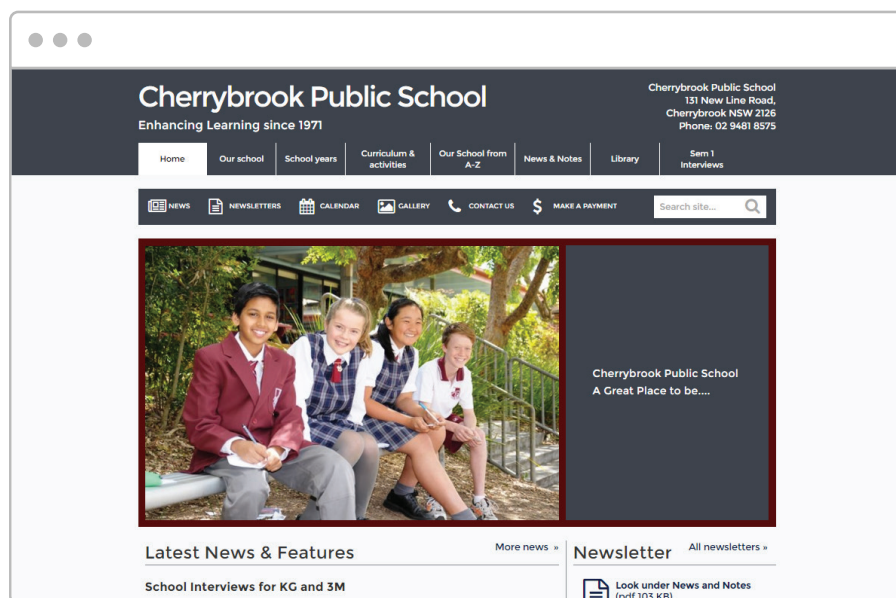 Cherrybrook Public School
Enhancing Learning since 1971
Cherrybrook Public School
131 New Line Road,
Cherrybrook NSW 2126
Phone: 02 9481 8575
Home
Our school
School years
Curriculum &
activities
Our School from
A-Z
News & Notes
Library
Sem 1
Interviews
NEWS
NEWSLETTERS
CALENDAR
GALLERY
CONTACT US
MAKE A PAYMENT
Search site...
Cherrybrook Public School
A Great Place to be....
Latest News & Features
More news »
School Interviews for KG and 3M
Newsletter
All newsletters »
Look under News and Notes
(pdf 103 KB)